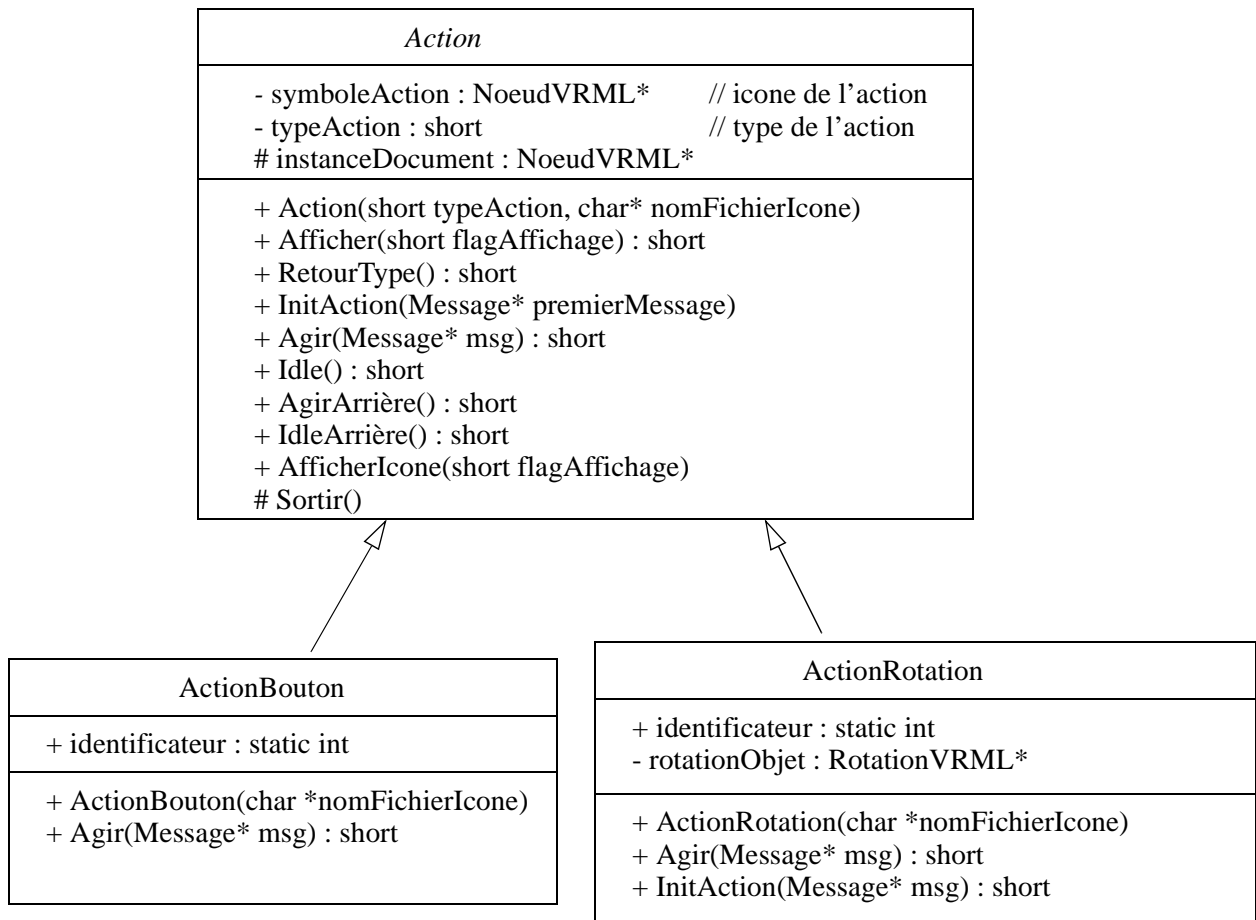 Action
- symboleAction : NoeudVRML* // icone de l’action
- typeAction : short // type de l’action
# instanceDocument : NoeudVRML*
+ Action(short typeAction, char* nomFichierIcone)
+ Afficher(short flagAffichage) : short
+ RetourType() : short
+ InitAction(Message* premierMessage)
+ Agir(Message* msg) : short
+ Idle() : short
+ AgirArrière() : short
+ IdleArrière() : short
+ AfficherIcone(short flagAffichage)
# Sortir()
ActionBouton
+ identificateur : static int
+ ActionBouton(char *nomFichierIcone)
+ Agir(Message* msg) : short
ActionRotation
+ identificateur : static int
- rotationObjet : RotationVRML*
+ ActionRotation(char *nomFichierIcone)
+ Agir(Message* msg) : short
+ InitAction(Message* msg) : short